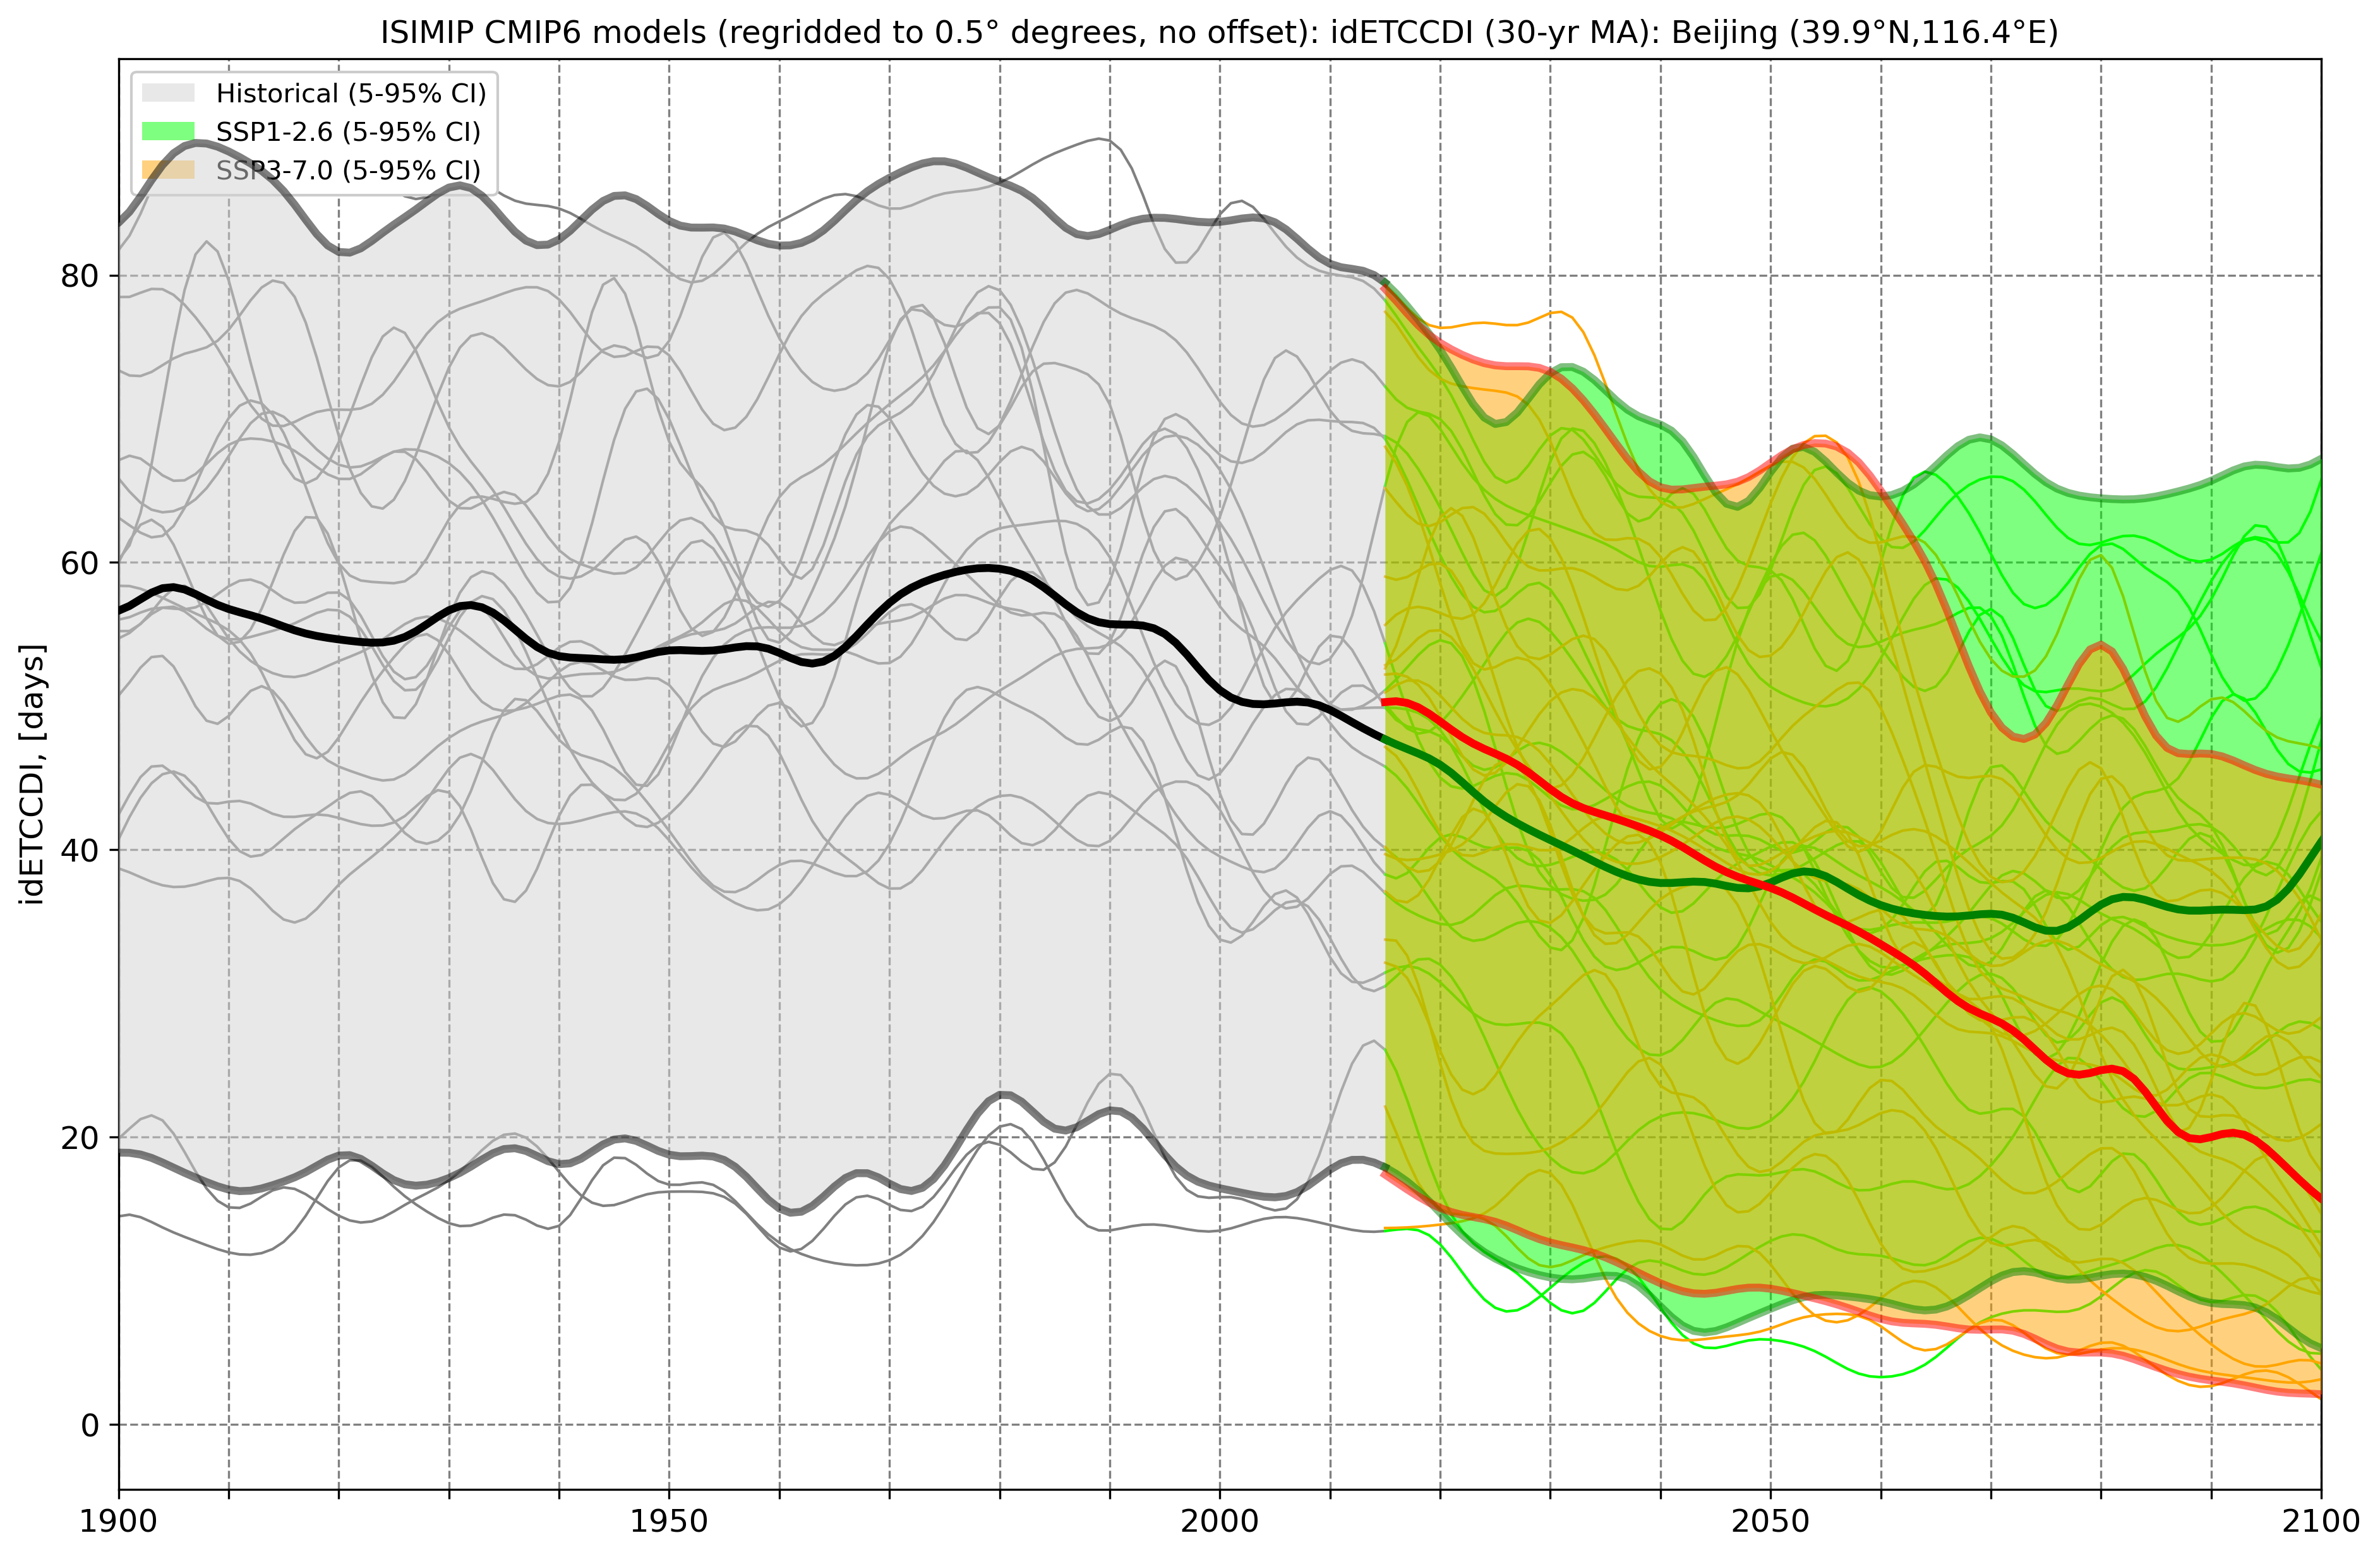 ISIMIP CMIP6 models (regridded to 0.5° degrees, no offset): idETCCDI (30-yr MA): Beijing (39.9°N,116.4°E)
Historical (5-95% CI)
SSP1-2.6 (5-95% CI)
SSP3-7.0 (5-95% CI)
idETCCDI, [days]
80
60
40
20
0
1900
1950
2000
2050
2100